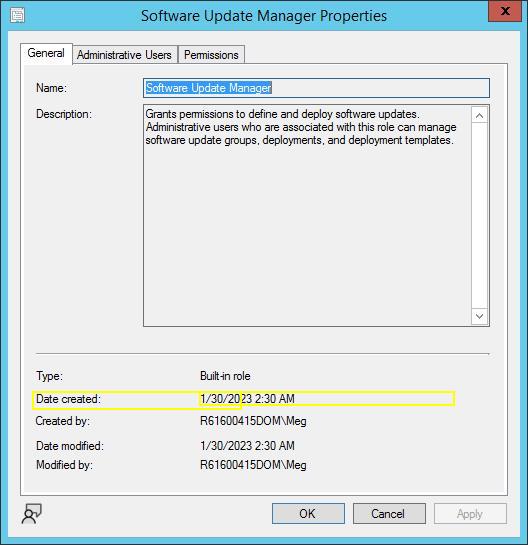 Software Update Manager Properties
X
General Administrative Users Permissions
Name: Software Update Manager
Description: Grants permissions to define and deploy software updates.
Administrative users who are associated with this role can manage
software update groups, deployments, and deployment templates.
Type: Built-in role
Date created: 1/30/2023 2:30 AM
Created by: R61600415DOM\Meg
Date modified: 1/30/2023 2:30 AM
Modified by: R61600415DOM\Meg
OK Cancel Apply